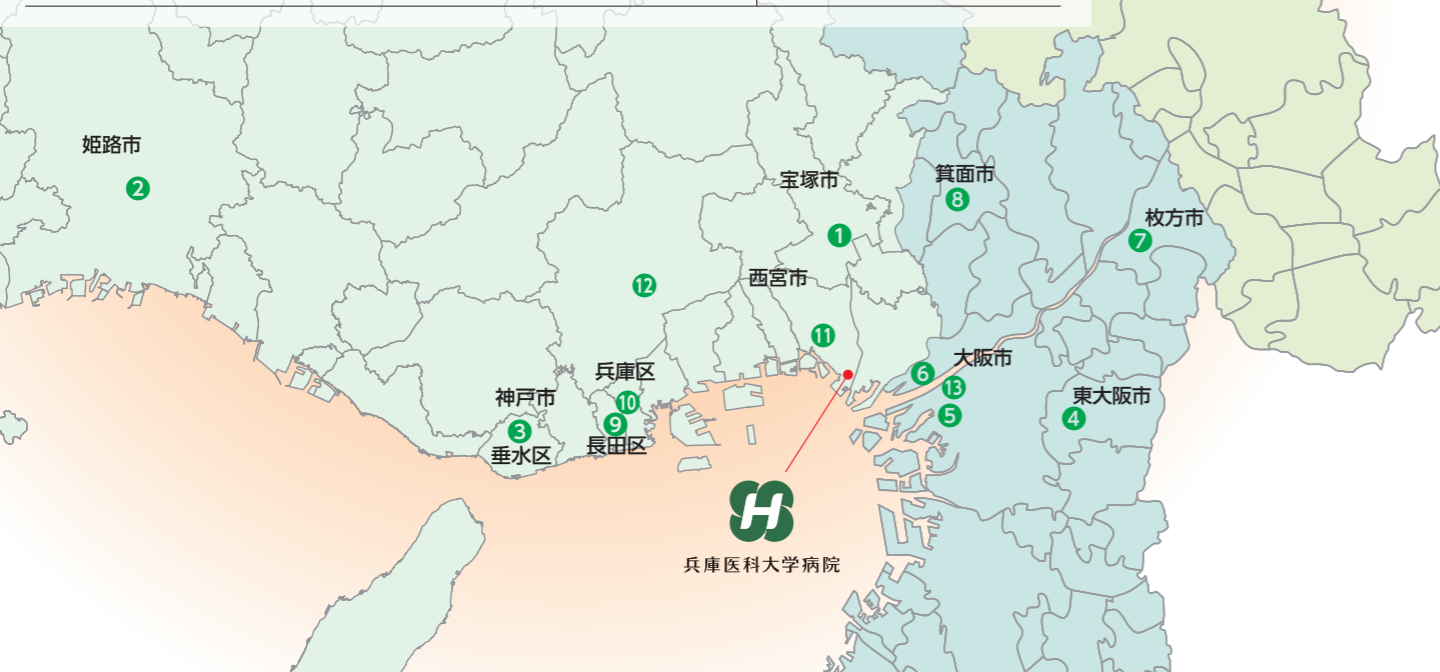 姫路市
2
宝塚市
1
箕面市
8
枚方市
7
12
西宮市
11
兵庫区
10
9
長田区
神戸市
3
垂水区
6
大阪市
13
5
東大阪市
4
H
兵庫医科大学病院